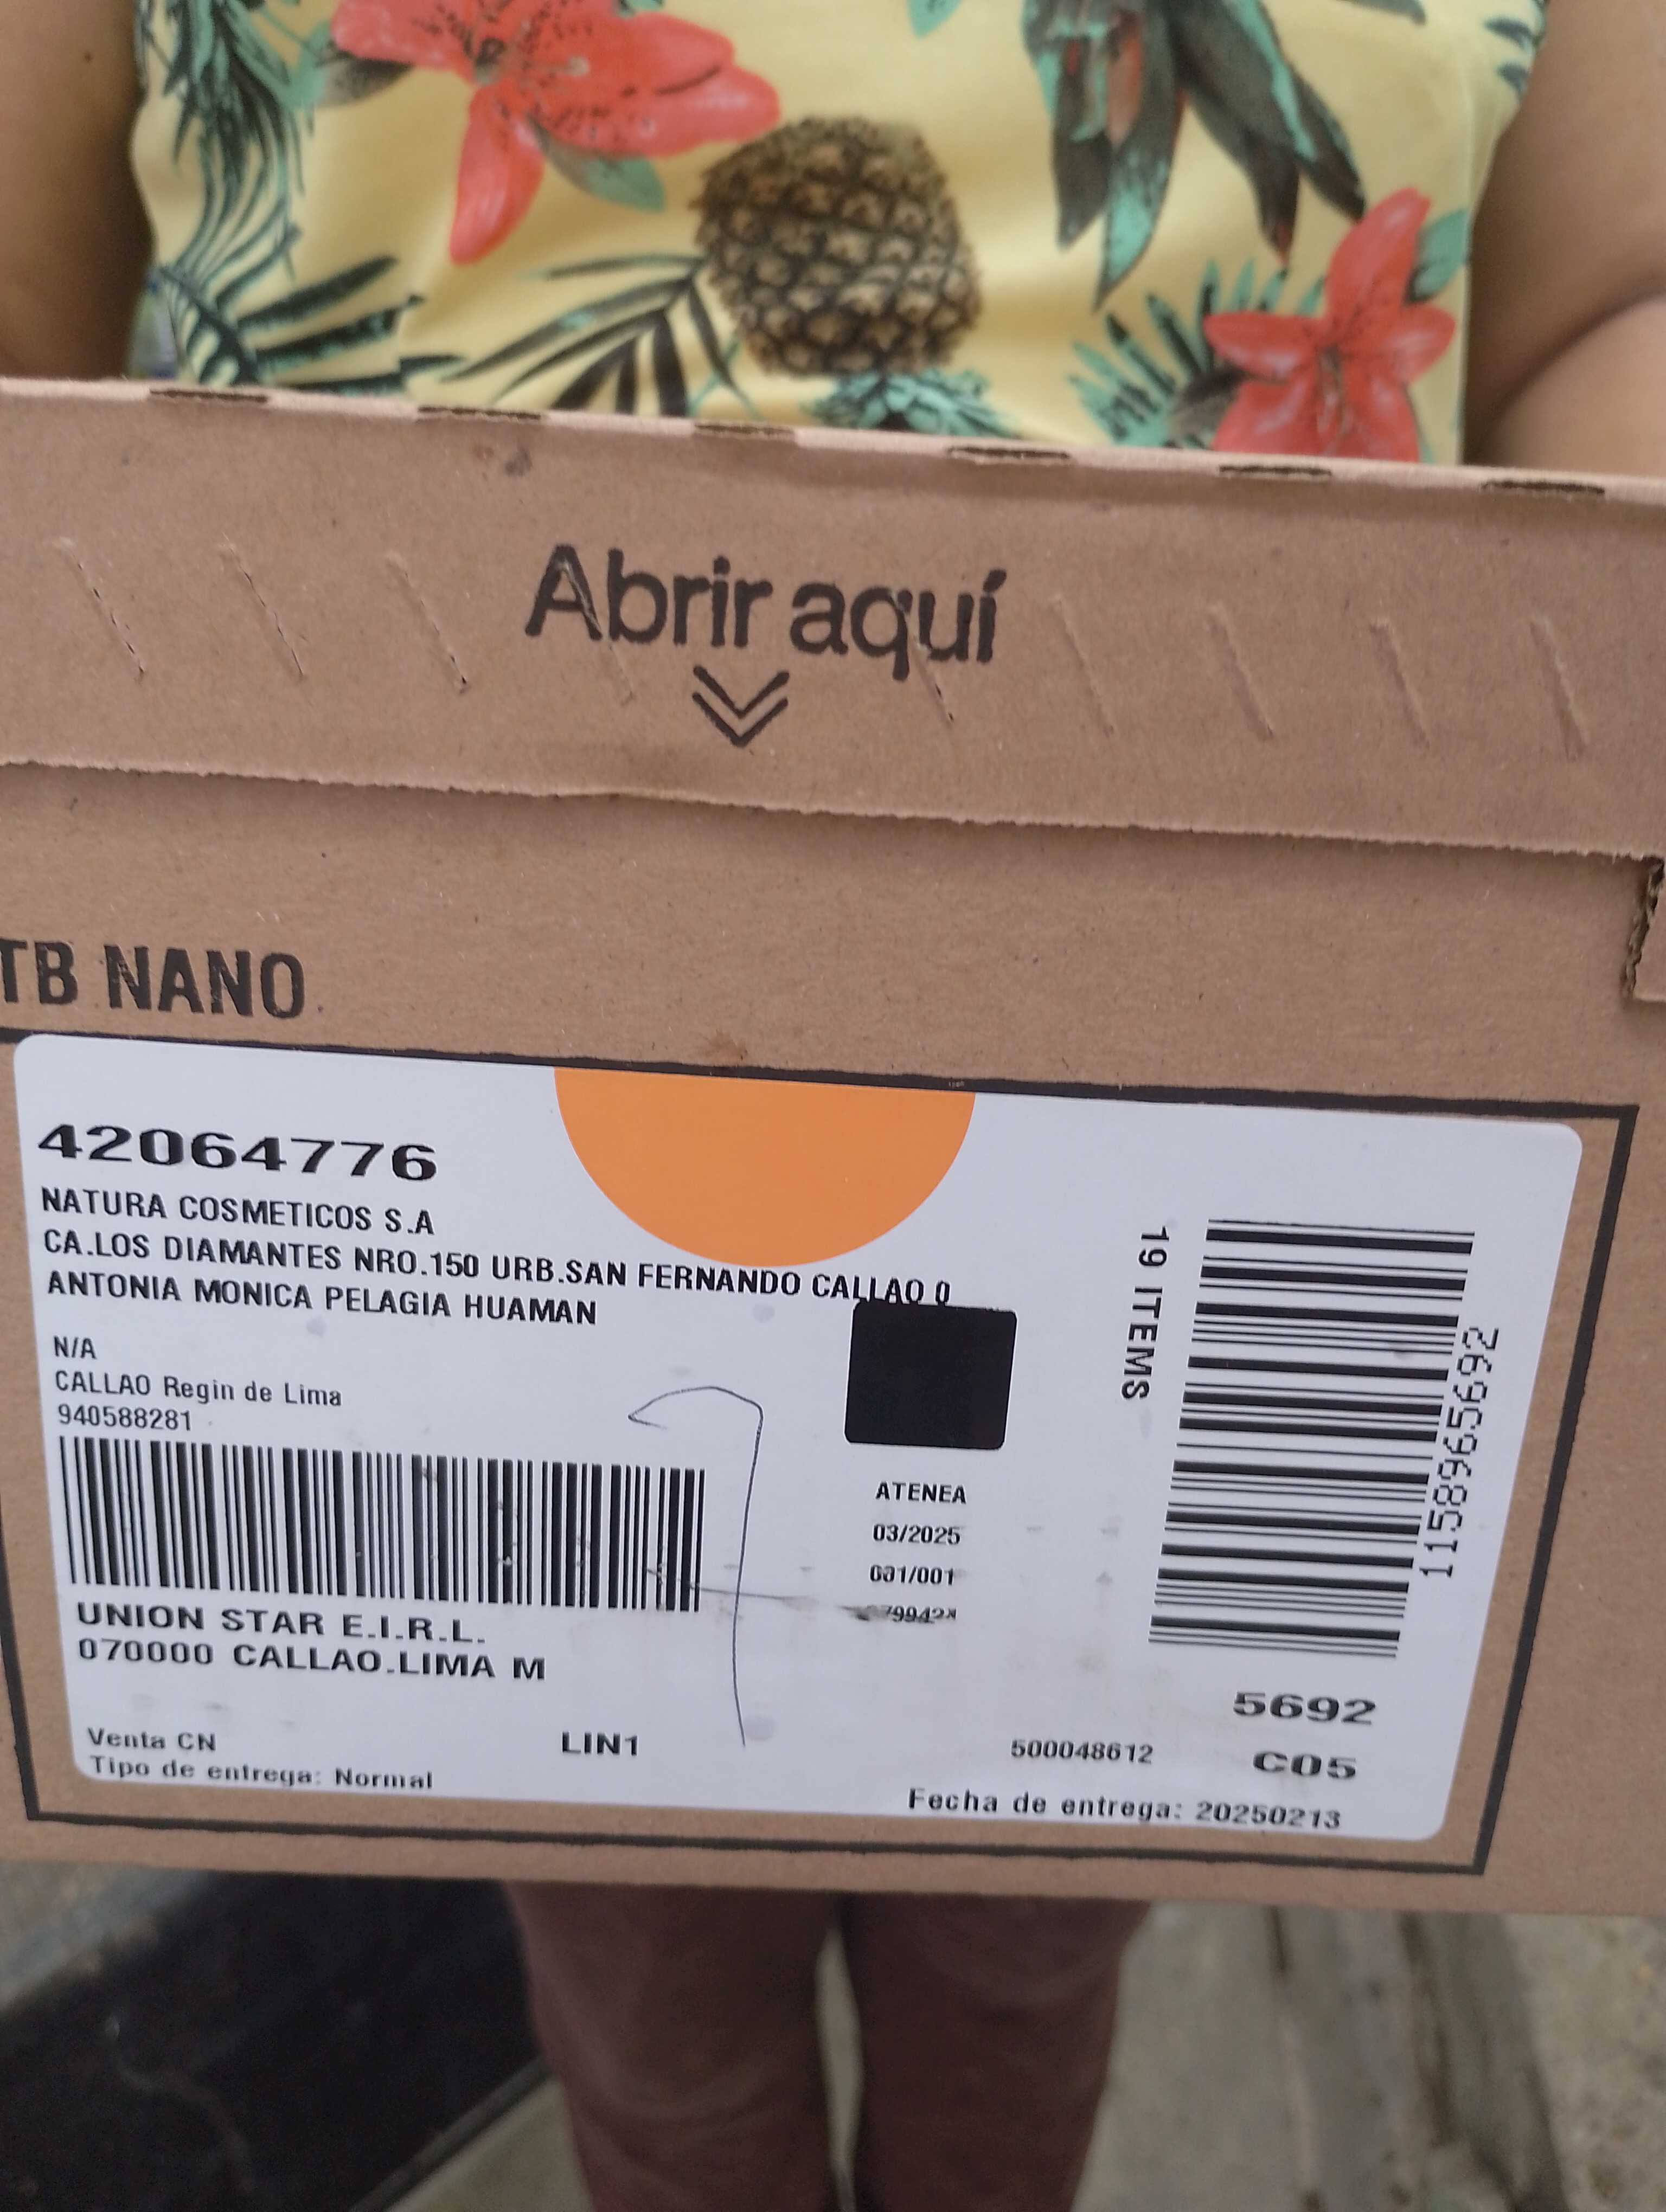 Abrir aquí
TB NANO
42064776
NATURA COSMETICOS S.A
CA.LOS DIAMANTES NRO.150 URB.SAN FERNANDO CALLAO 0
ANTONIA MONICA PELAGIA HUAMAN
N/A
CALLAO Regin de Lima
940588281
UNION STAR E.I.R.L.
070000 CALLAO.LIMA M
Venta CN
Tipo de entrega: Normal
LIN1
ATENEA
03/2025
001/001
19 ITEMS
1158965692
5692
500048612
C05
Fecha de entrega: 20250213